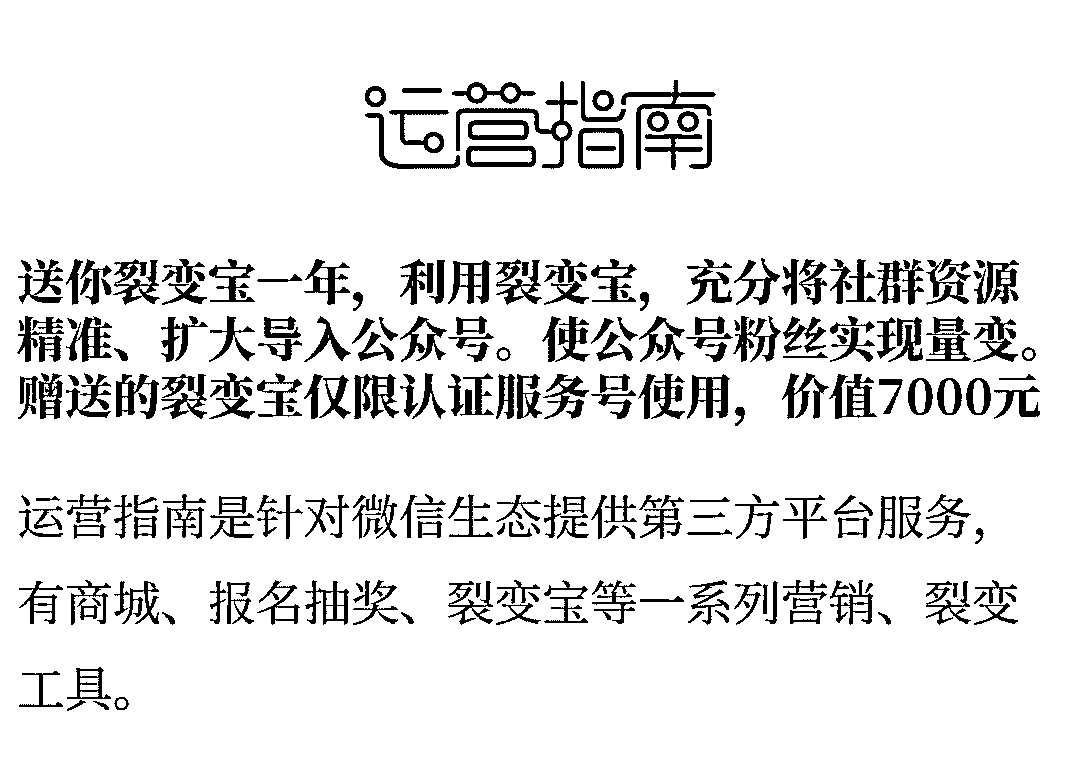 运营指南
送你裂变宝一年，利用裂变宝，充分将社群资源
精准、扩大导入公众号。使公众号粉丝实现量变。
赠送的裂变宝仅限认证服务号使用，价值7000元
运营指南是针对微信生态提供第三方平台服务，
有商城、报名抽奖、裂变宝等一系列营销、裂变
工具。